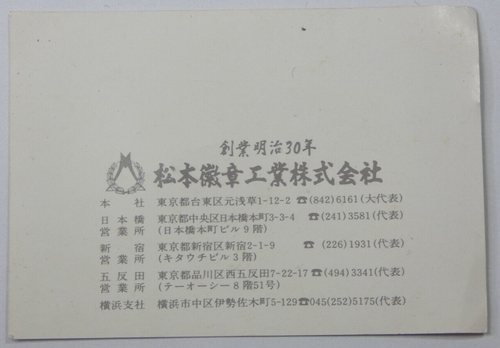 創業明治30年
松本徽章工業株式会社
本社 東京都台東区元浅草1-12-2 ☎(842)6161(大代表)
日本橋 東京都中央区日本橋本町3-3-4 ☎(241)3581(代表)
営業所 (日本橋本町ビル9階)
新宿 東京都新宿区新宿2-1-9 ☎(226)1931(代表)
営業所 (キタウチビル3階)
五反田 東京都品川区西五反田7-22-17☎(494)3341(代表)
営業所 (テーオーシー8階51号)
横浜支社 横浜市中区伊勢佐木町5-129☎045(252)5175(代表)